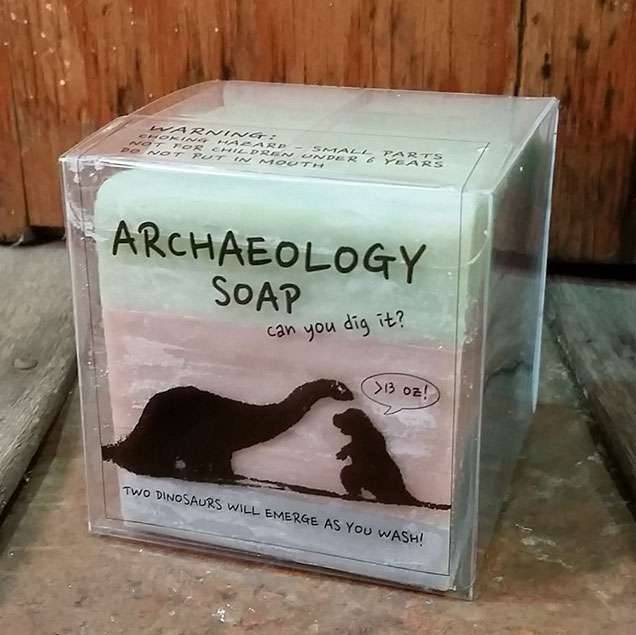 WARNING:
CHOKING HAZARD - SMALL PARTS
NOT FOR CHILDREN UNDER 6 YEARS
DO NOT PUT IN MOUTH
ARCHAEOLOGY
SOAP
can you dig it?
>13 oz!
TWO DINOSAURS WILL EMERGE AS YOU WASH!